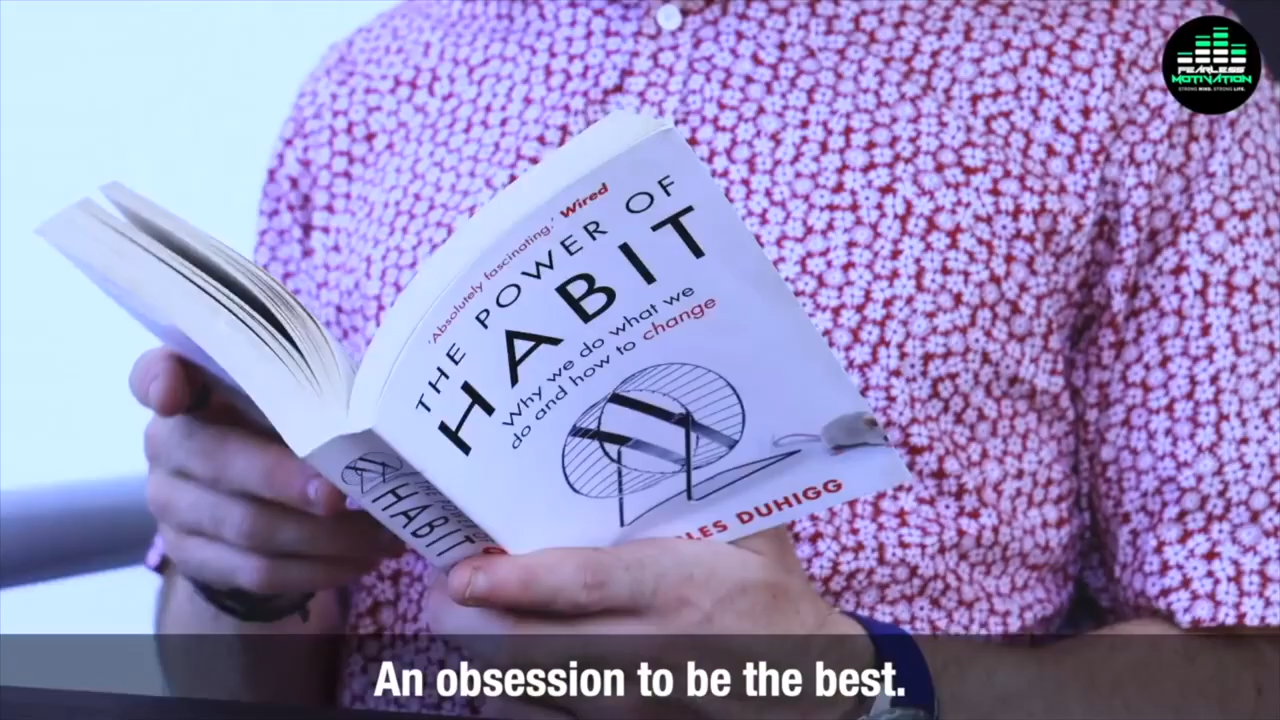 FEARLESS
MOTIVATION
STRONG MIND. STRONG LIFE.
'Absolutely fascinating.' Wired
THE POWER OF
HABIT
Why we do what we
do and how to change
LES DUHIGG
HABIT
An obsession to be the best.